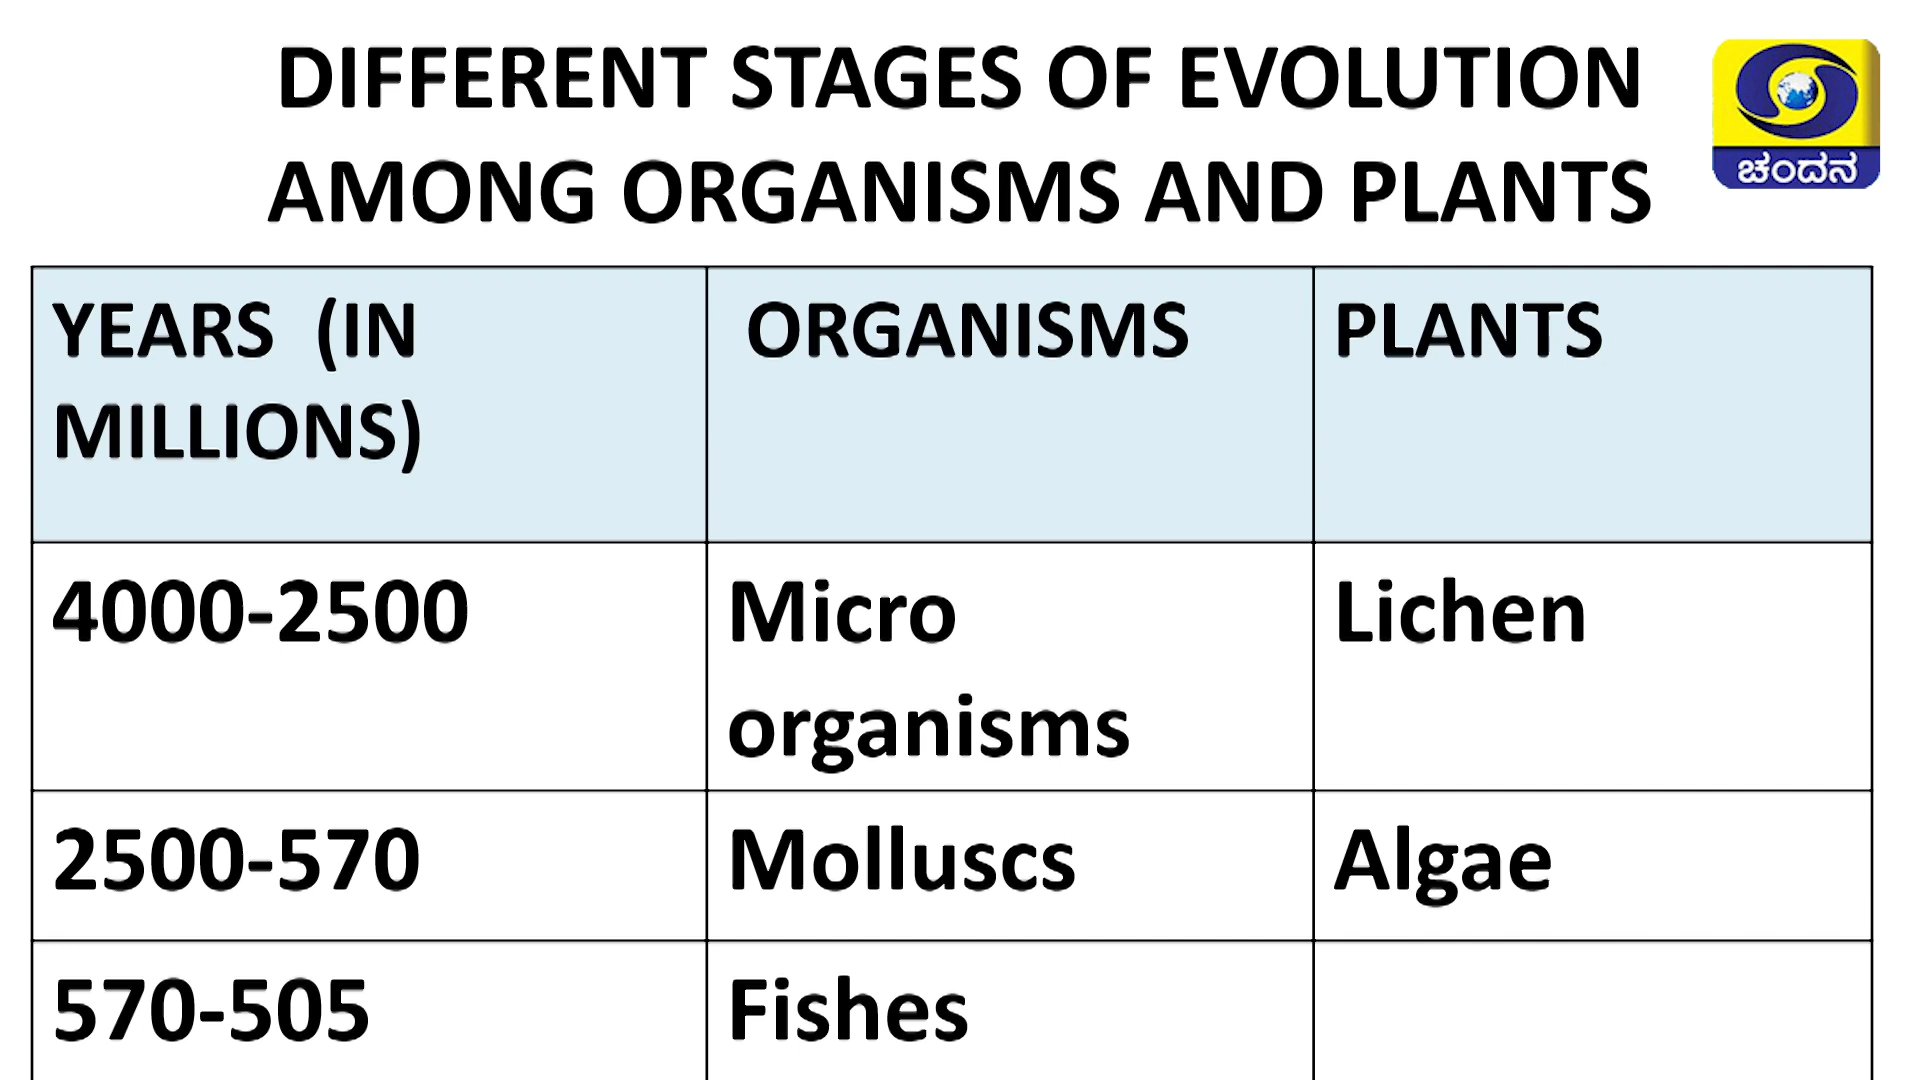 DIFFERENT STAGES OF EVOLUTION
AMONG ORGANISMS AND PLANTS
ಚಂದನ
YEARS (IN
MILLIONS)
ORGANISMS
PLANTS
4000-2500
Micro
organisms
Lichen
2500-570
Molluscs
Algae
570-505
Fishes